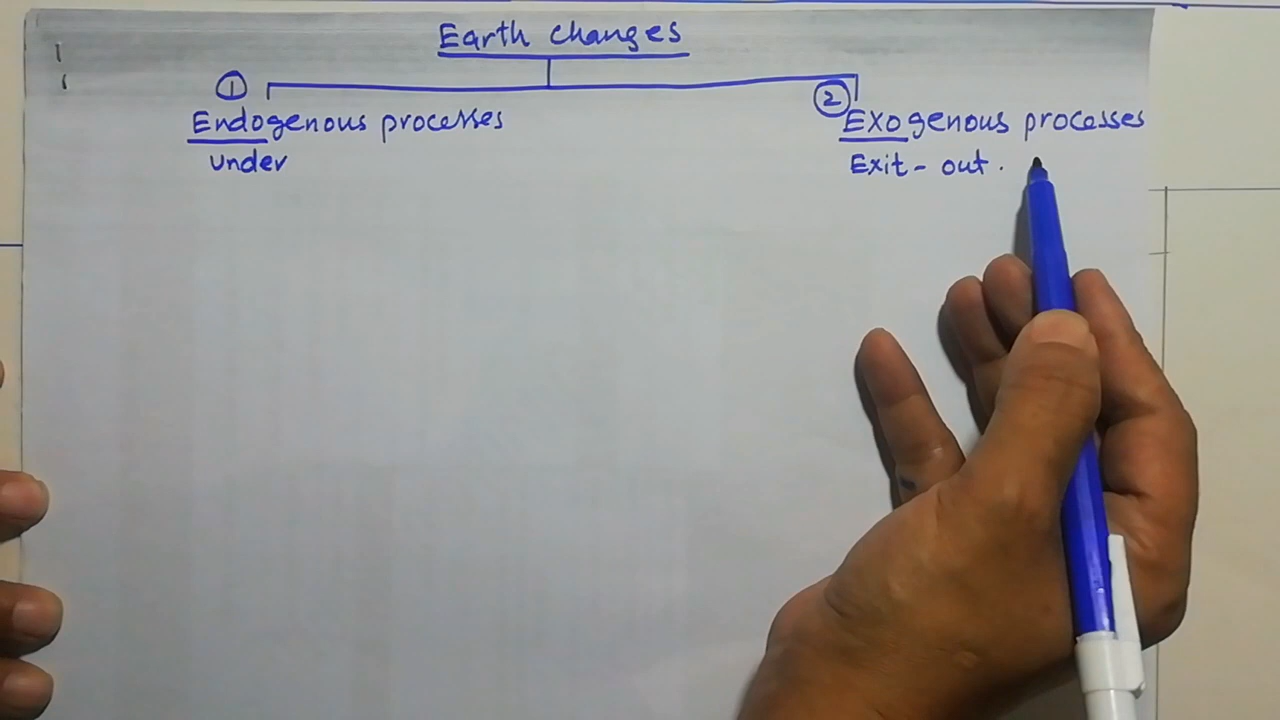 Earth changes
① ②
Endogenous processes Exogenous processes
under Exit - out.